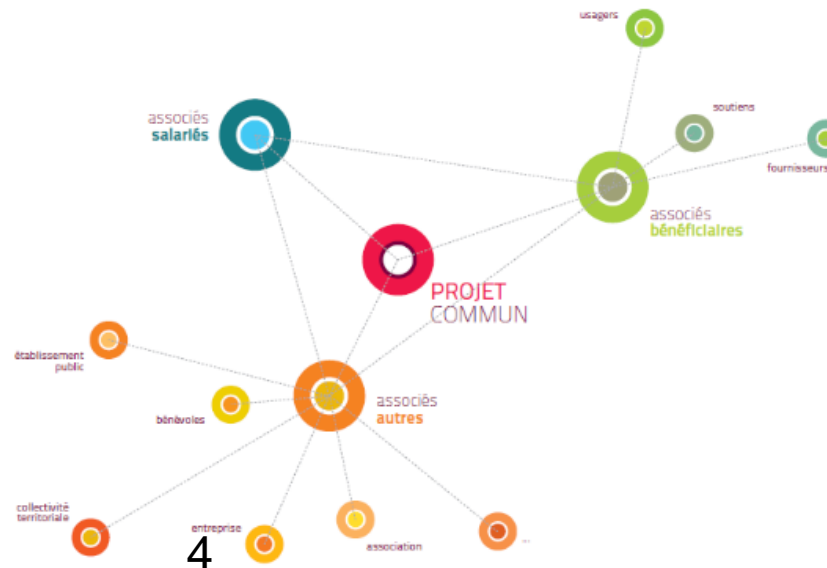 usagers
soutiens
fournisseurs
associés
salariés
associés
bénéficiaires
PROJET
COMMUN
établissement
public
bénévoles
associés
autres
collectivité
territoriale
entreprise
4
association
...